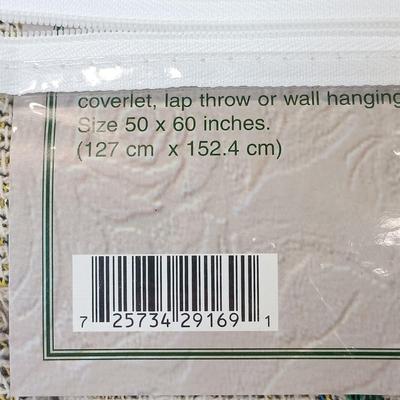 coverlet, lap throw or wall hanging
Size 50 x 60 inches.
(127 cm x 152.4 cm)
7 25734 29169 1